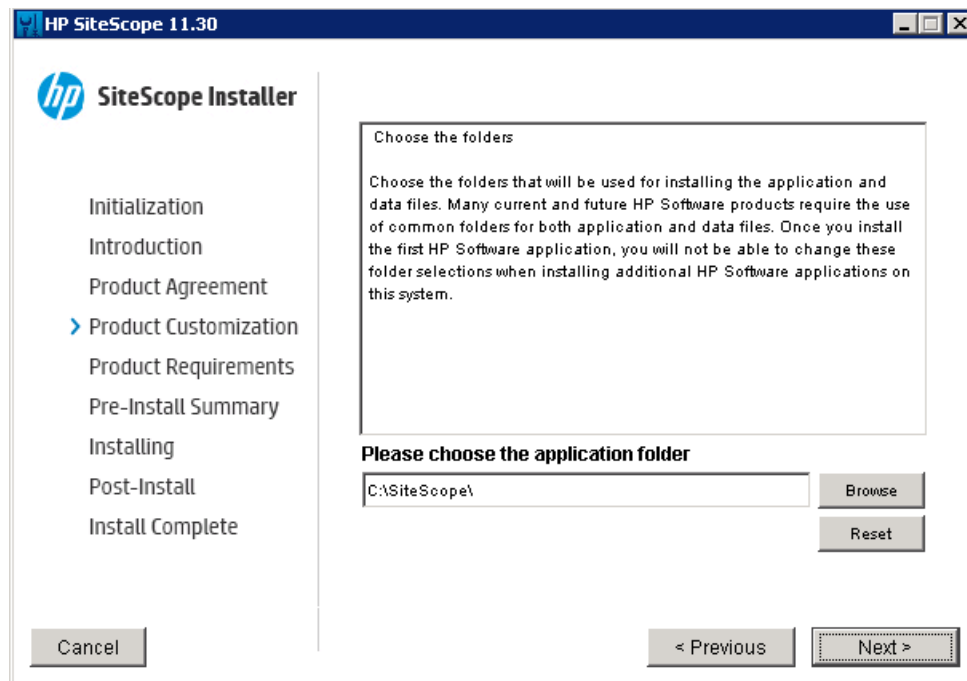 HP SiteScope 11.30
hp SiteScope Installer
Initialization
Introduction
Product Agreement
Product Customization
Product Requirements
Pre-Install Summary
Installing
Post-Install
Install Complete
Choose the folders
Choose the folders that will be used for installing the application and
data files. Many current and future HP Software products require the use
of common folders for both application and data files. Once you install
the first HP Software application, you will not be able to change these
folder selections when installing additional HP Software applications on
this system.
Please choose the application folder
C:\SiteScope\
Browse
Reset
Cancel
< Previous
Next >